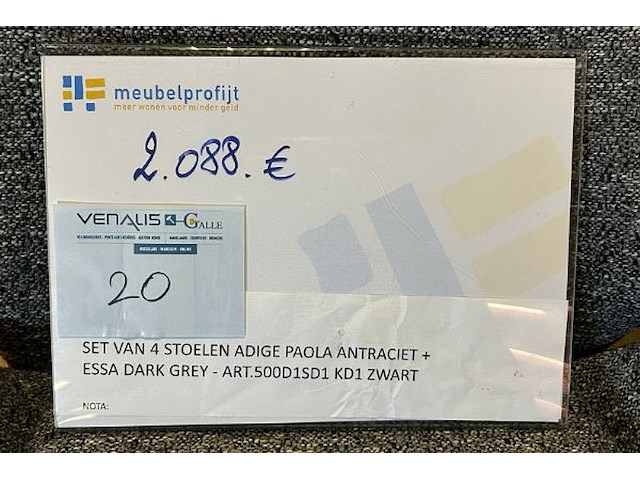 meubelprofijt
meer wonen voor minder geld
2.088.€
VENALIS GALLE
20
SET VAN 4 STOELEN ADIGE PAOLA ANTRACIET +
ESSA DARK GREY - ART.500D1SD1 KD1 ZWART
NOTA: